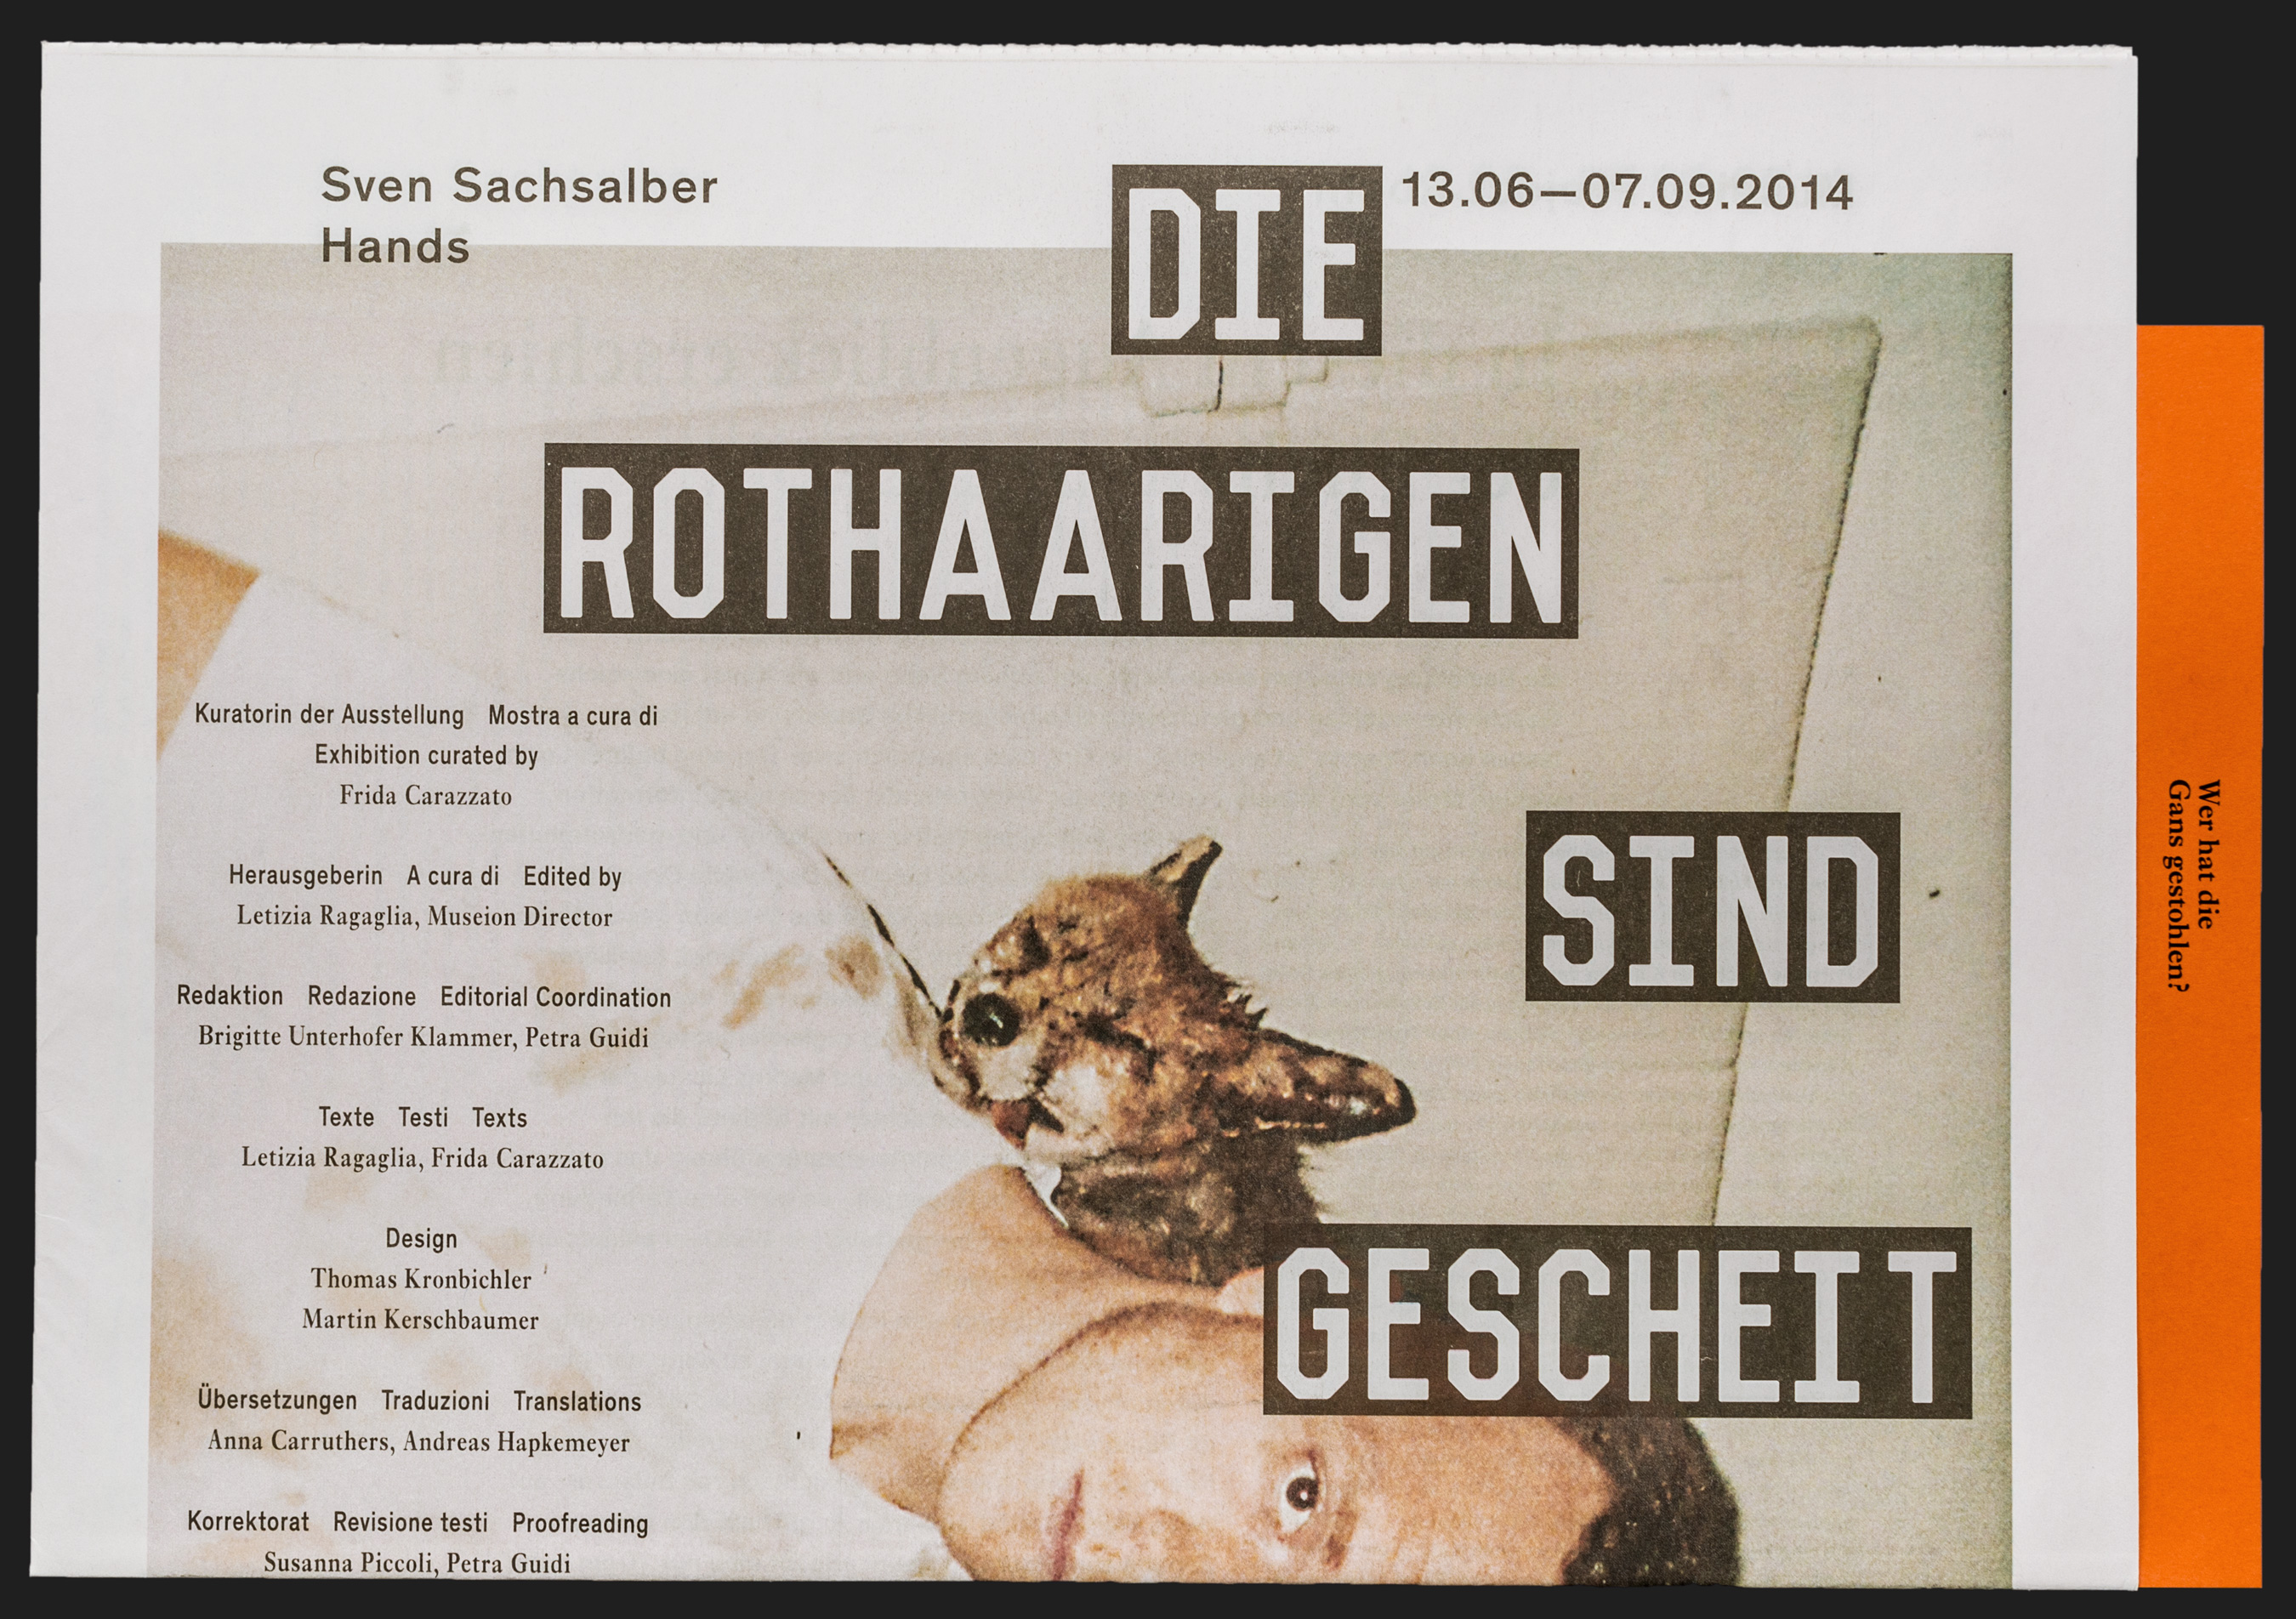 Sven Sachsalber
Hands
13.06—07.09.2014
DIE
ROTHAARIGEN
SIND
GESCHEIT
Kuratorin der Ausstellung Mostra a cura di
Exhibition curated by
Frida Carazzato
Herausgeberin A cura di Edited by
Letizia Ragaglia, Museion Director
Redaktion Redazione Editorial Coordination
Brigitte Unterhofer Klammer, Petra Guidi
Texte Testi Texts
Letizia Ragaglia, Frida Carazzato
Design
Thomas Kronbichler
Martin Kerschbaumer
Übersetzungen Traduzioni Translations
Anna Carruthers, Andreas Hapkemeyer
Korrektorat Revisione testi Proofreading
Susanna Piccoli, Petra Guidi
Wer hat die
Gans gestohlen?